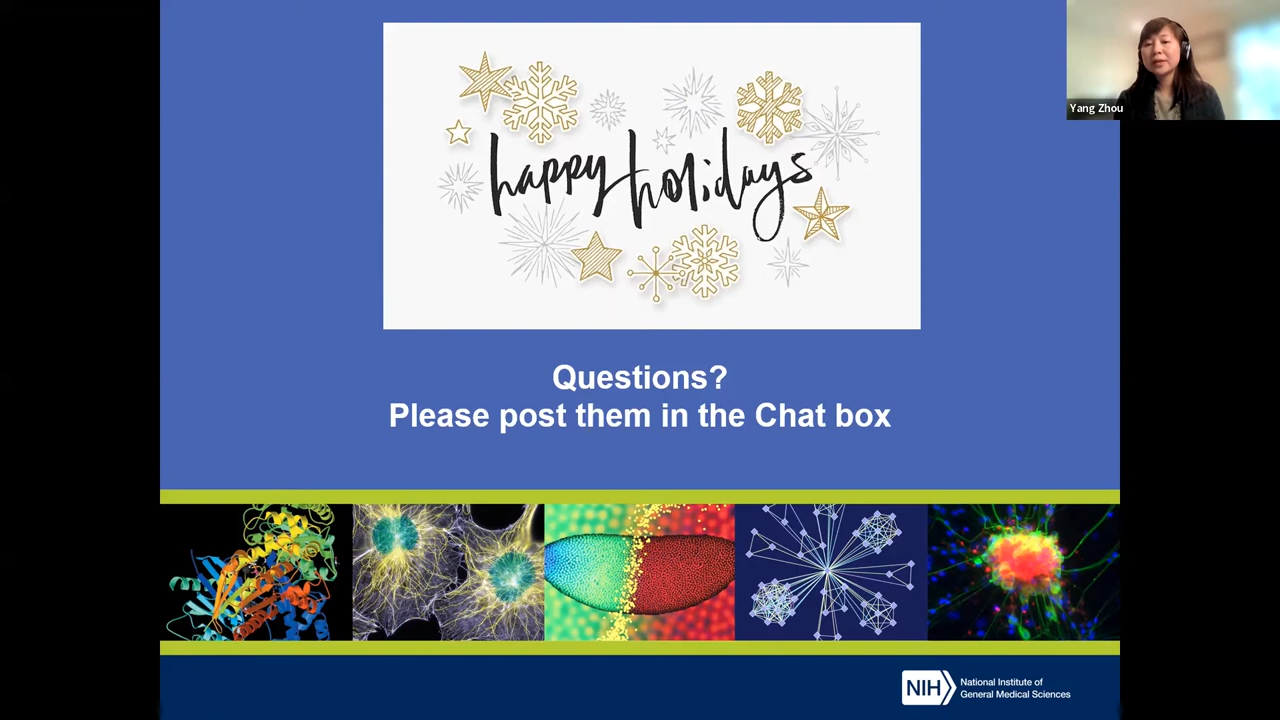 Yang Zhou
happy holidays
Questions?
Please post them in the Chat box
NIH
National Institute of
General Medical Sciences